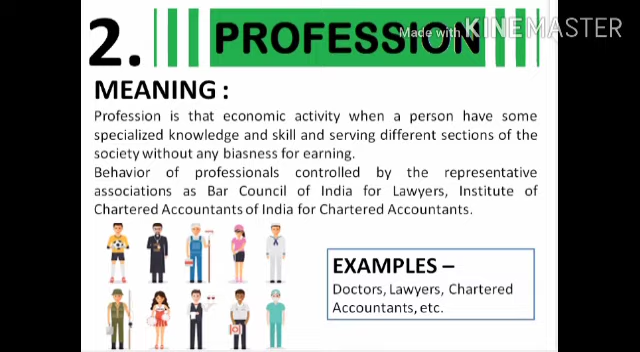 2.
PROFESSION
Made with KINEMASTER
MEANING :
Profession is that economic activity when a person have some
specialized knowledge and skill and serving different sections of the
society without any biasness for earning.
Behavior of professionals controlled by the representative
associations as Bar Council of India for Lawyers, Institute of
Chartered Accountants of India for Chartered Accountants.
EXAMPLES –
Doctors, Lawyers, Chartered
Accountants, etc.